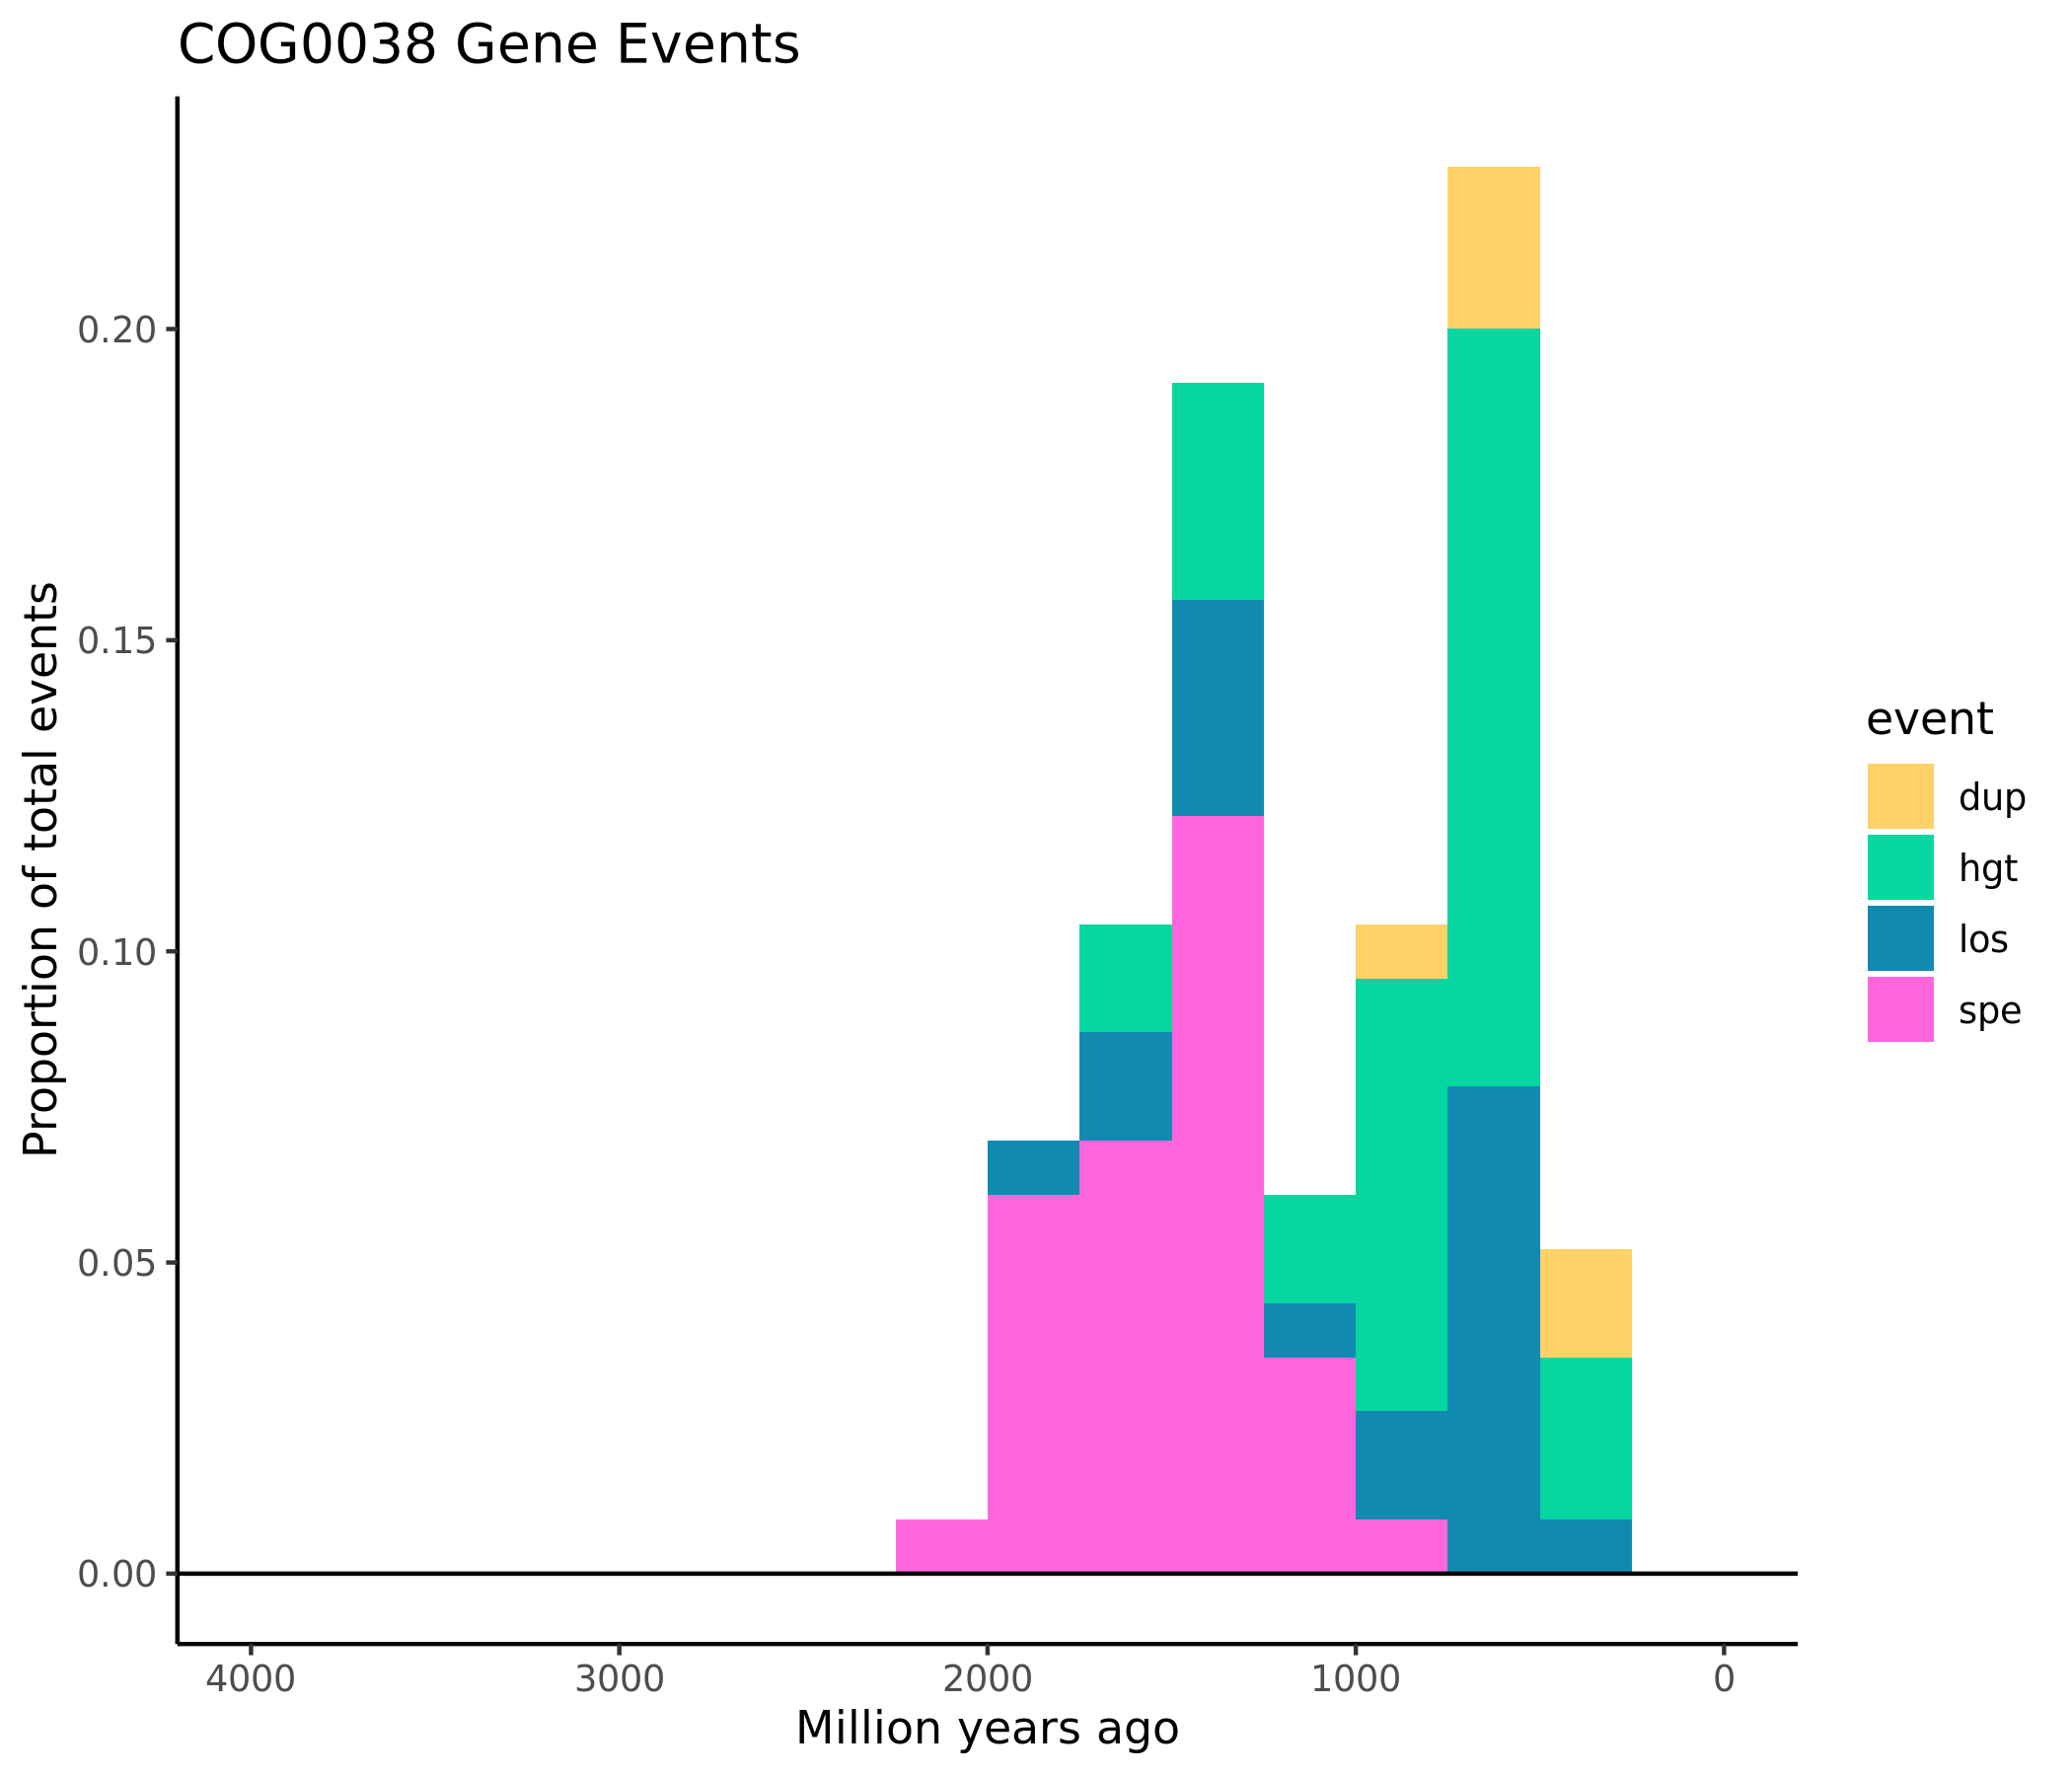 COG0038 Gene Events
Proportion of total events
0.20
0.15
0.10
0.05
0.00
4000 3000 2000 1000 0
Million years ago
event
dup
hgt
los
spe